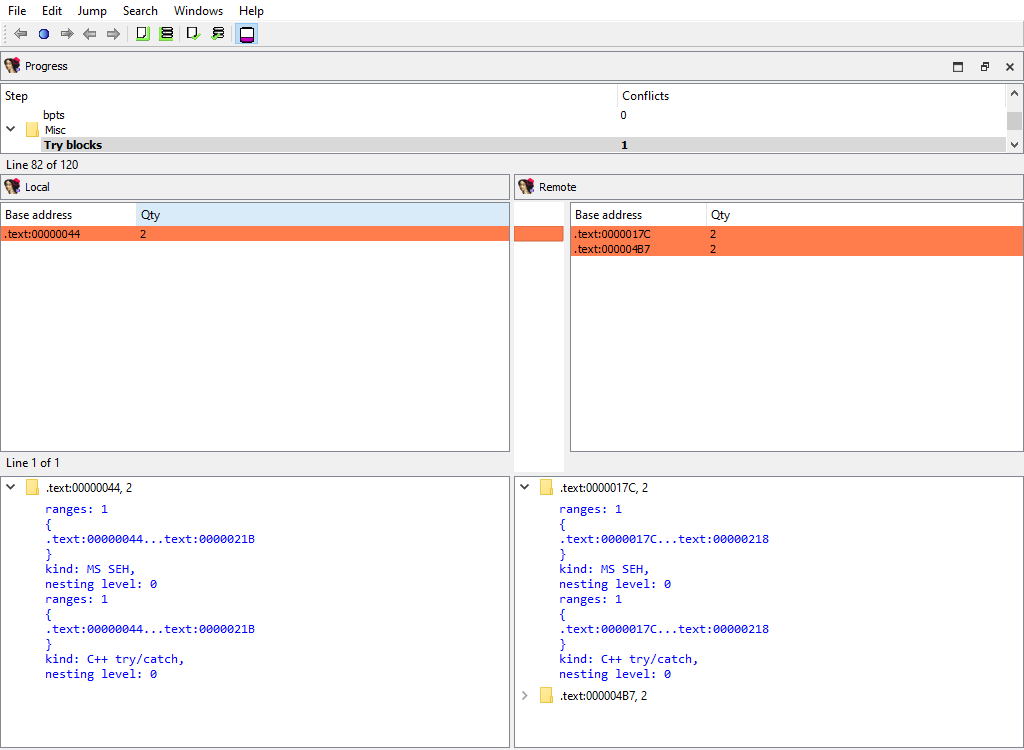 File Edit Jump Search Windows Help
Progress
Step Conflicts
bpts 0
Misc
Try blocks 1
Line 82 of 120
Local
Base address Qty
.text:00000044 2
Remote
Base address Qty
.text:0000017C 2
.text:000004B7 2
Line 1 of 1
.text:00000044, 2
ranges: 1
{
.text:00000044...text:0000021B
}
kind: MS SEH,
nesting level: 0
ranges: 1
{
.text:00000044...text:0000021B
}
kind: C++ try/catch,
nesting level: 0
.text:0000017C, 2
ranges: 1
{
.text:0000017C...text:00000218
}
kind: MS SEH,
nesting level: 0
ranges: 1
{
.text:0000017C...text:00000218
}
kind: C++ try/catch,
nesting level: 0
.text:000004B7, 2